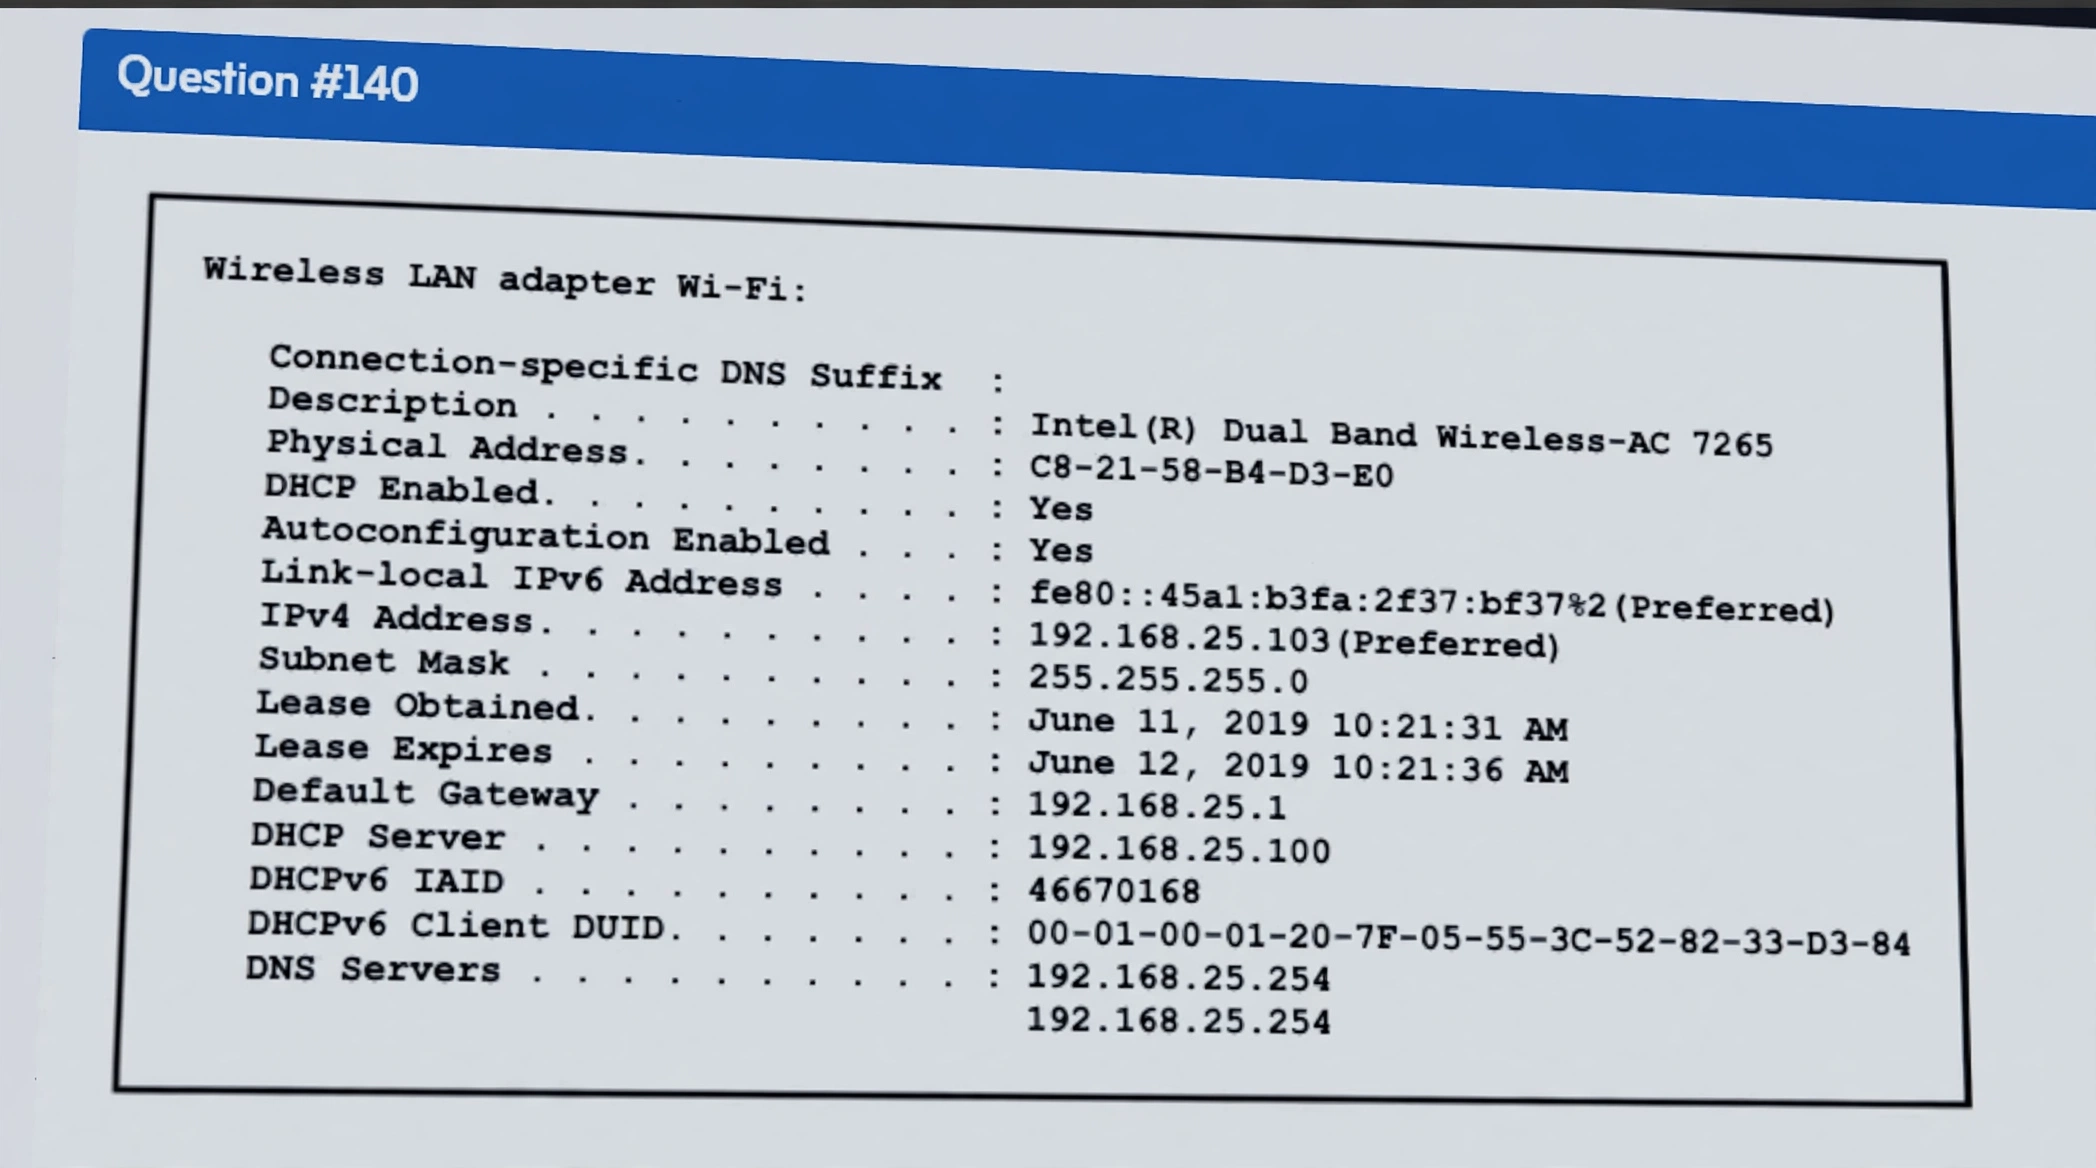 Question #140
Wireless LAN adapter Wi-Fi:
Connection-specific DNS Suffix  :
Description . . . . . . . . . . : Intel(R) Dual Band Wireless-AC 7265
Physical Address. . . . . . . . : C8-21-58-B4-D3-E0
DHCP Enabled. . . . . . . . . . : Yes
Autoconfiguration Enabled . . . : Yes
Link-local IPv6 Address . . . . : fe80::45a1:b3fa:2f37:bf37%2(Preferred)
IPv4 Address. . . . . . . . . . : 192.168.25.103(Preferred)
Subnet Mask . . . . . . . . . . : 255.255.255.0
Lease Obtained. . . . . . . . . : June 11, 2019 10:21:31 AM
Lease Expires . . . . . . . . . : June 12, 2019 10:21:36 AM
Default Gateway . . . . . . . . : 192.168.25.1
DHCP Server . . . . . . . . . . : 192.168.25.100
DHCPv6 IAID . . . . . . . . . . : 46670168
DHCPv6 Client DUID. . . . . . . : 00-01-00-01-20-7F-05-55-3C-52-82-33-D3-84
DNS Servers . . . . . . . . . . : 192.168.25.254
192.168.25.254